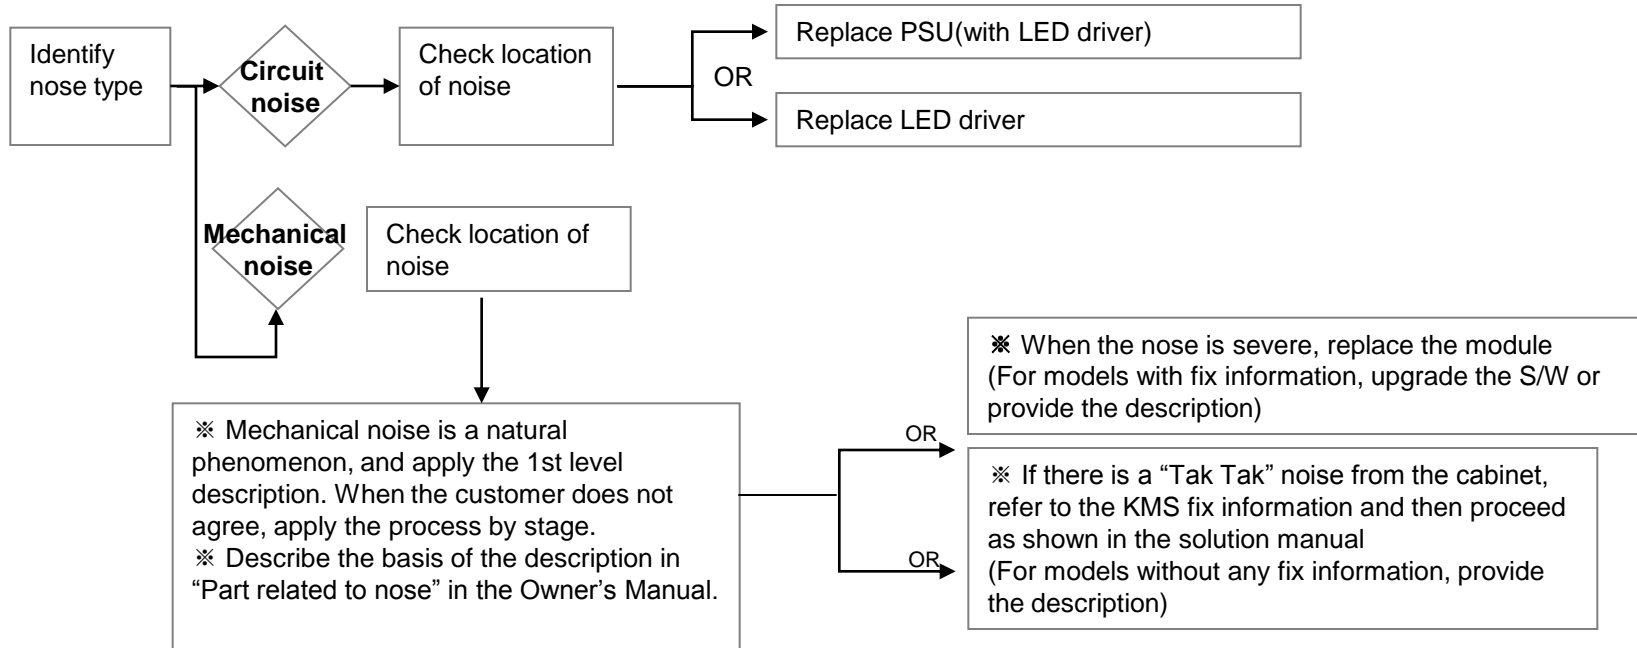 Identify
nose type
Circuit
noise
Check location
of noise
Replace PSU(with LED driver)
OR
Replace LED driver
Mechanical
noise
Check location of
noise
※ Mechanical noise is a natural
phenomenon, and apply the 1st level
description. When the customer does not
agree, apply the process by stage.
※ Describe the basis of the description in
“Part related to nose” in the Owner’s Manual.
OR
※ When the nose is severe, replace the module
(For models with fix information, upgrade the S/W or
provide the description)
OR
※ If there is a “Tak Tak” noise from the cabinet,
refer to the KMS fix information and then proceed
as shown in the solution manual
(For models without any fix information, provide
the description)